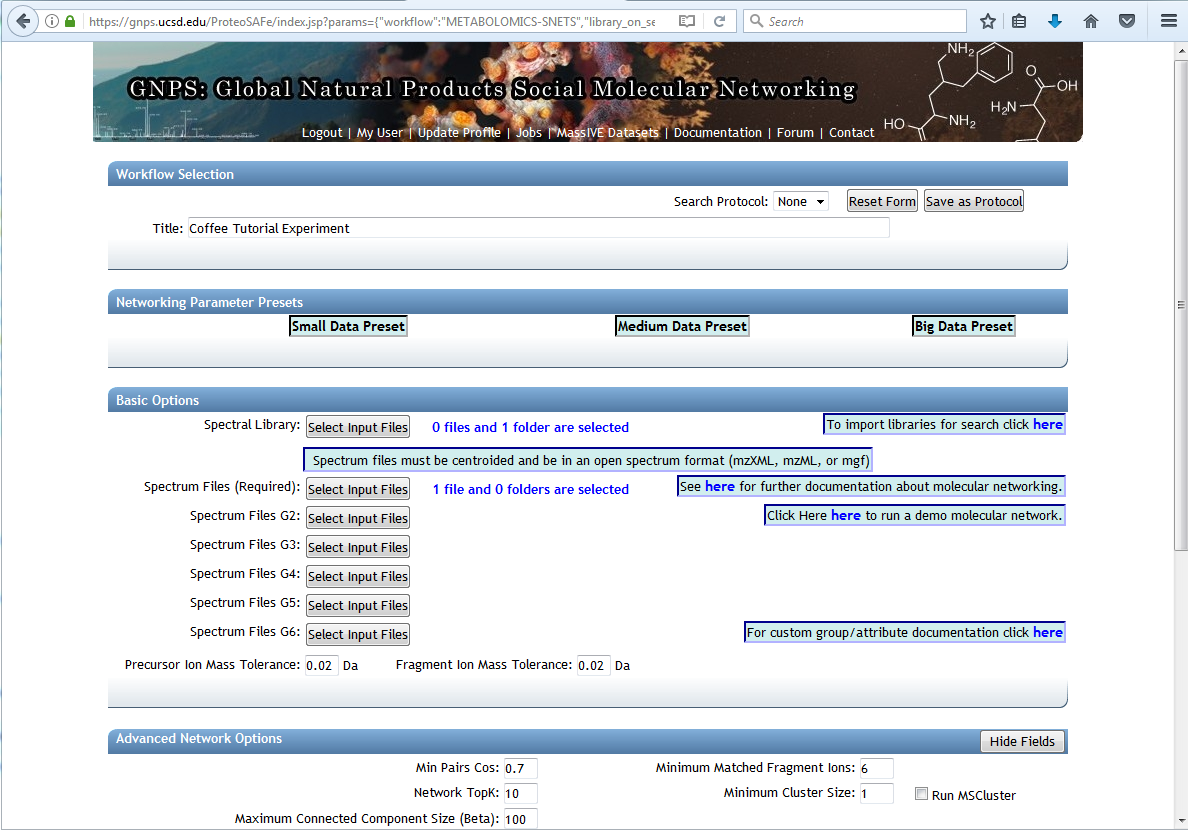 https://gnps.ucsd.edu/ProteoSAFe/index.jsp?params={"workflow":"METABOLOMICS-SNETS","library_on_se
Search
GNPS: Global Natural Products Social Molecular Networking
NH2
O
OH
H2N
HO
NH2
Logout | My User | Update Profile | Jobs | MassIVE Datasets | Documentation | Forum | Contact
Workflow Selection
Search Protocol: None Reset Form Save as Protocol
Title: Coffee Tutorial Experiment
Networking Parameter Presets
Small Data Preset Medium Data Preset Big Data Preset
Basic Options
Spectral Library: Select Input Files 0 files and 1 folder are selected To import libraries for search click here
Spectrum files must be centroided and be in an open spectrum format (mzXML, mzML, or mgf)
Spectrum Files (Required): Select Input Files 1 file and 0 folders are selected See here for further documentation about molecular networking.
Spectrum Files G2: Select Input Files Click Here here to run a demo molecular network.
Spectrum Files G3: Select Input Files
Spectrum Files G4: Select Input Files
Spectrum Files G5: Select Input Files
Spectrum Files G6: Select Input Files For custom group/attribute documentation click here
Precursor Ion Mass Tolerance: 0.02 Da Fragment Ion Mass Tolerance: 0.02 Da
Advanced Network Options Hide Fields
Min Pairs Cos: 0.7 Minimum Matched Fragment Ions: 6
Network TopK: 10 Minimum Cluster Size: 1 Run MSCluster
Maximum Connected Component Size (Beta): 100